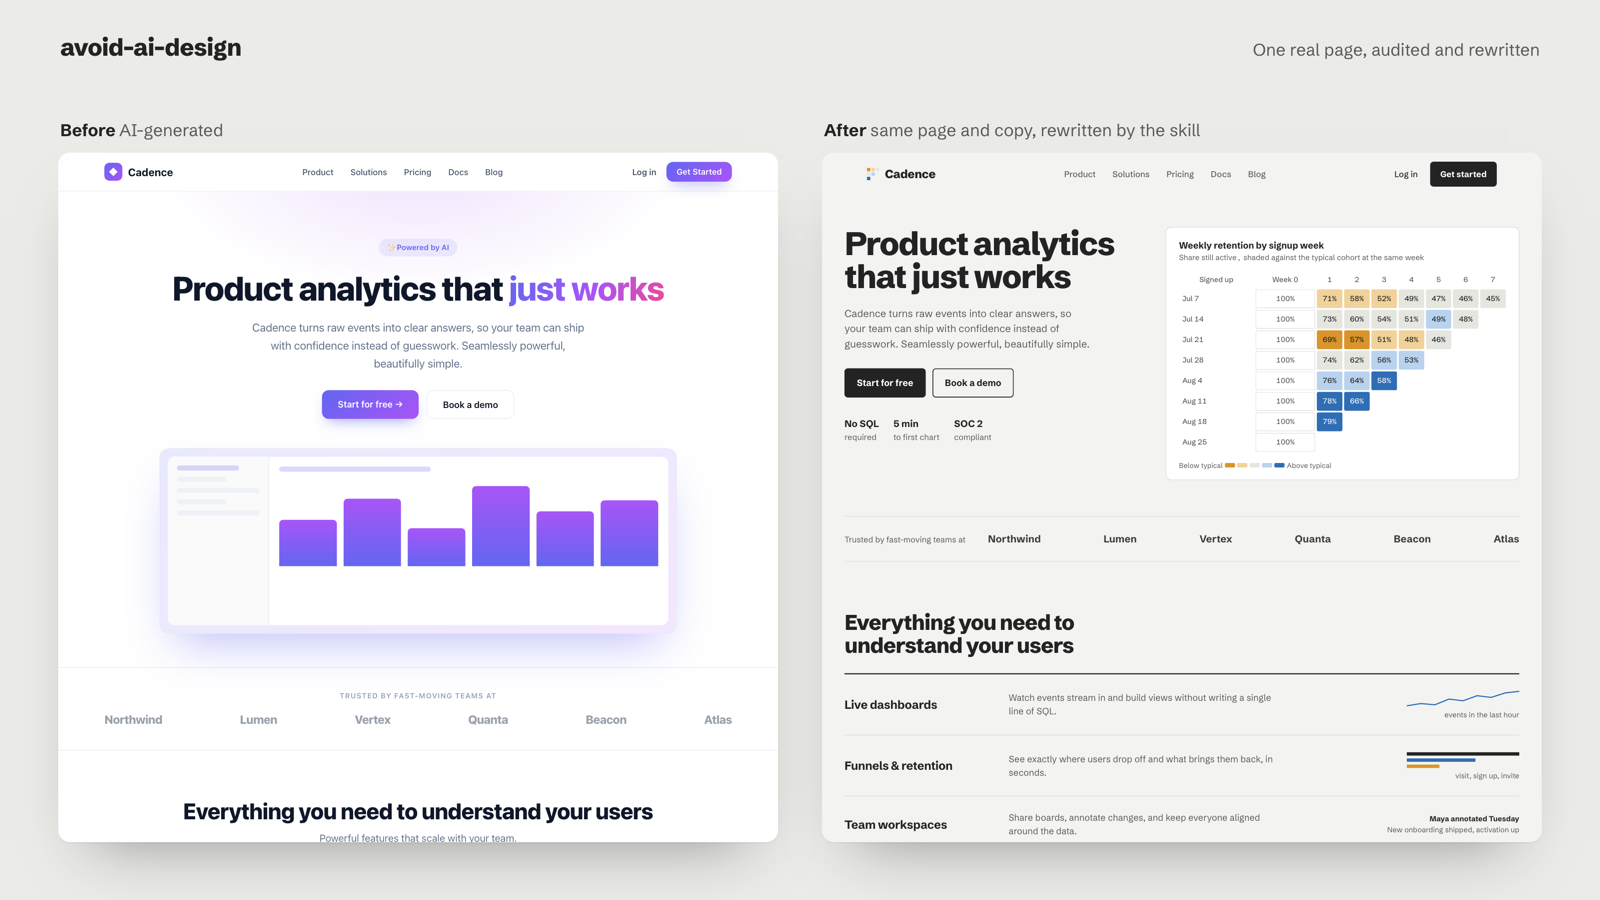 avoid-ai-design
One real page, audited and rewritten
Before AI-generated
Cadence
Product Solutions Pricing Docs Blog
Log in
Get Started
✨Powered by AI
Product analytics that just works
Cadence turns raw events into clear answers, so your team can ship
with confidence instead of guesswork. Seamlessly powerful,
beautifully simple.
Start for free →
Book a demo
TRUSTED BY FAST-MOVING TEAMS AT
Northwind Lumen Vertex Quanta Beacon Atlas
Everything you need to understand your users
Powerful features that scale with your team.
After same page and copy, rewritten by the skill
Cadence
Product Solutions Pricing Docs Blog
Log in
Get started
Product analytics
that just works
Cadence turns raw events into clear answers, so
your team can ship with confidence instead of
guesswork. Seamlessly powerful, beautifully simple.
Start for free
Book a demo
No SQL 5 min SOC 2
required to first chart compliant
Weekly retention by signup week
Share still active, shaded against the typical cohort at the same week
Signed up Week 0 1 2 3 4 5 6 7
Jul 7 100% 71% 58% 52% 49% 47% 46% 45%
Jul 14 100% 73% 60% 54% 51% 49% 48%
Jul 21 100% 69% 57% 51% 48% 46%
Jul 28 100% 74% 62% 56% 53%
Aug 4 100% 76% 64% 58%
Aug 11 100% 78% 66%
Aug 18 100% 79%
Aug 25 100%
Below typical Above typical
Trusted by fast-moving teams at Northwind Lumen Vertex Quanta Beacon Atlas
Everything you need to
understand your users
Live dashboards
Watch events stream in and build views without writing a single
line of SQL.
events in the last hour
Funnels & retention
See exactly where users drop off and what brings them back, in
seconds.
visit, sign up, invite
Team workspaces
Share boards, annotate changes, and keep everyone aligned
around the data.
Maya annotated Tuesday
New onboarding shipped, activation up